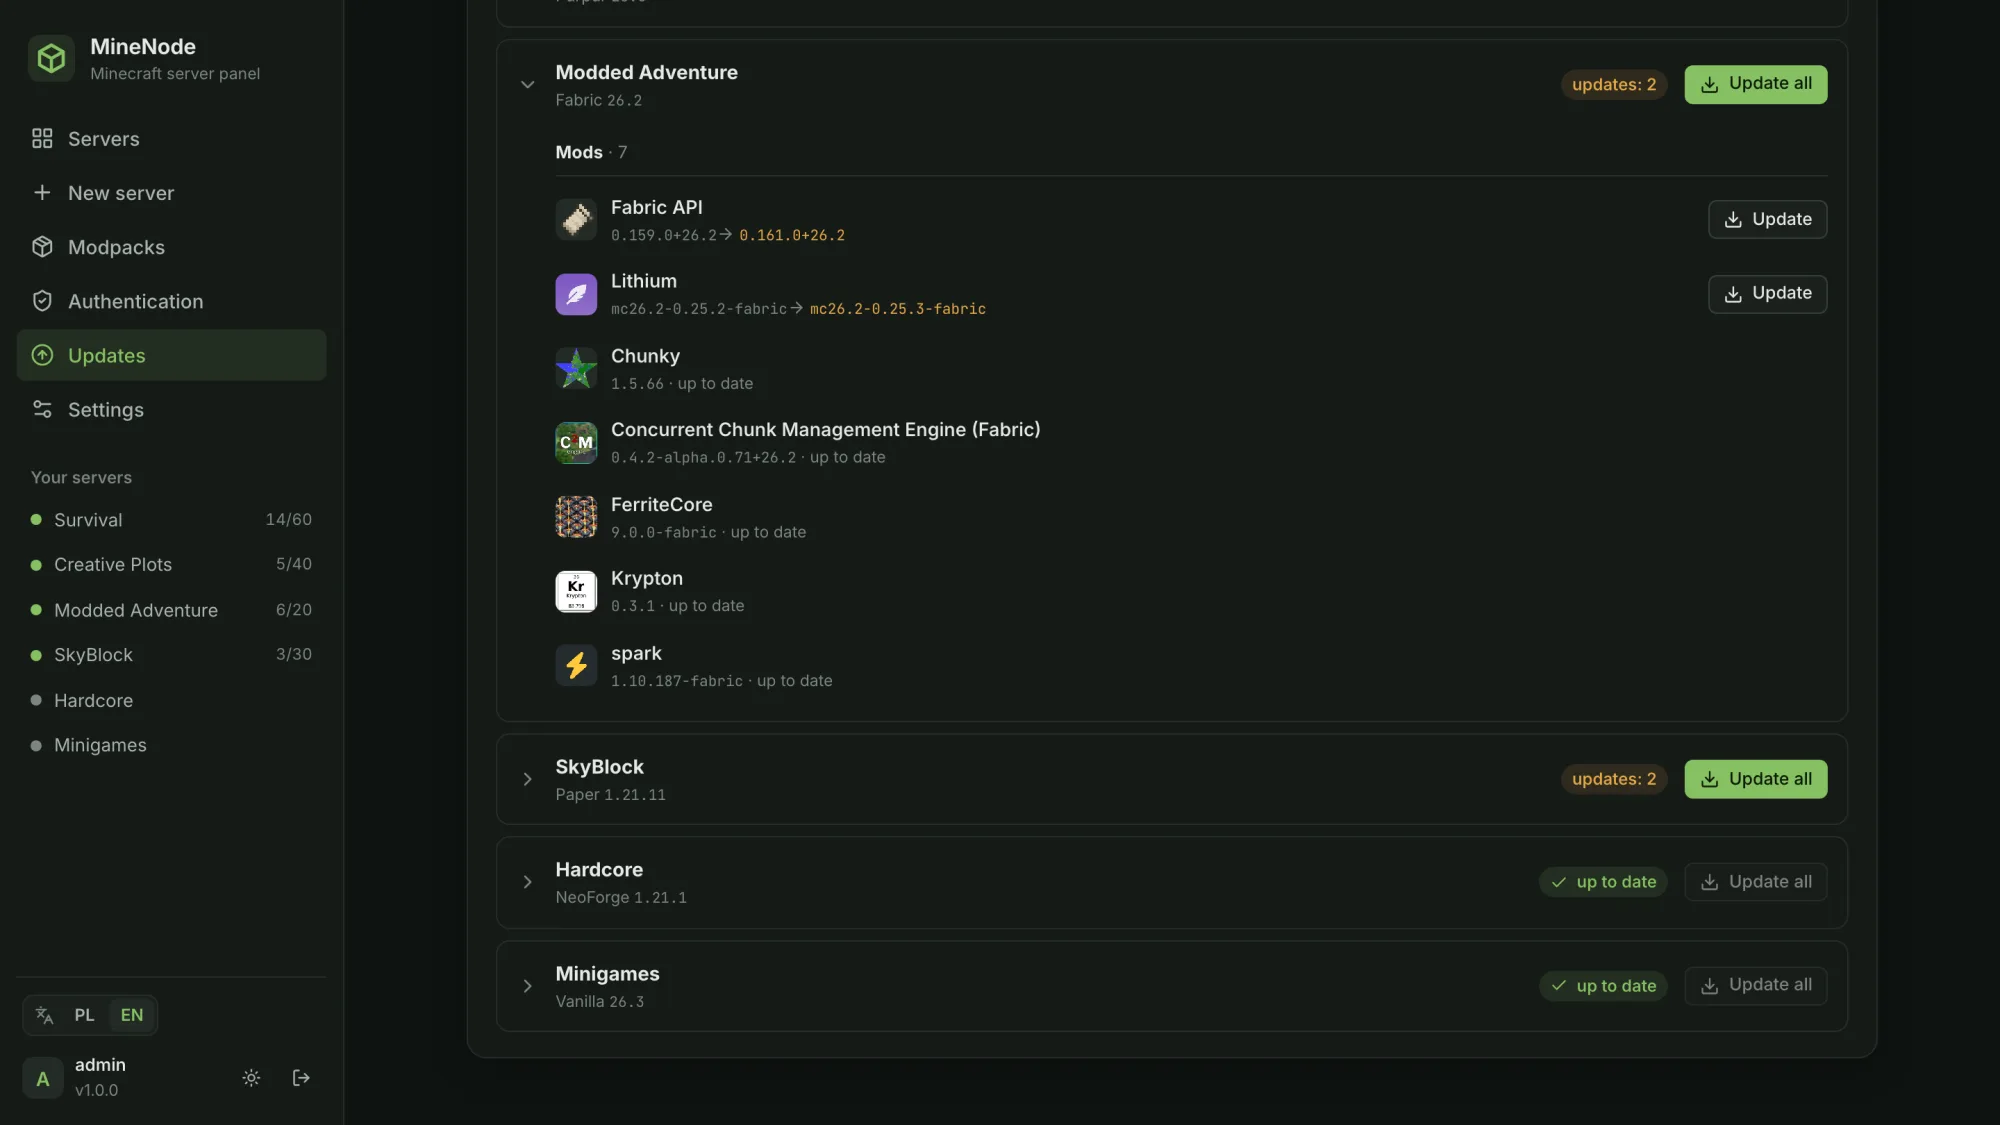 MineNode
Minecraft server panel
Servers
New server
Modpacks
Authentication
Updates
Settings
Your servers
Survival 14/60
Creative Plots 5/40
Modded Adventure 6/20
SkyBlock 3/30
Hardcore
Minigames
PL EN
A admin
v1.0.0
Modded Adventure
Fabric 26.2
updates: 2 Update all
Mods · 7
Fabric API
0.159.0+26.2→ 0.161.0+26.2
Update
Lithium
mc26.2-0.25.2-fabric→ mc26.2-0.25.3-fabric
Update
Chunky
1.5.66 · up to date
Concurrent Chunk Management Engine (Fabric)
0.4.2-alpha.0.71+26.2 · up to date
FerriteCore
9.0.0-fabric · up to date
Kr
Krypton
Krypton
0.3.1 · up to date
spark
1.10.187-fabric · up to date
SkyBlock
Paper 1.21.11
updates: 2 Update all
Hardcore
NeoForge 1.21.1
up to date Update all
Minigames
Vanilla 26.3
up to date Update all